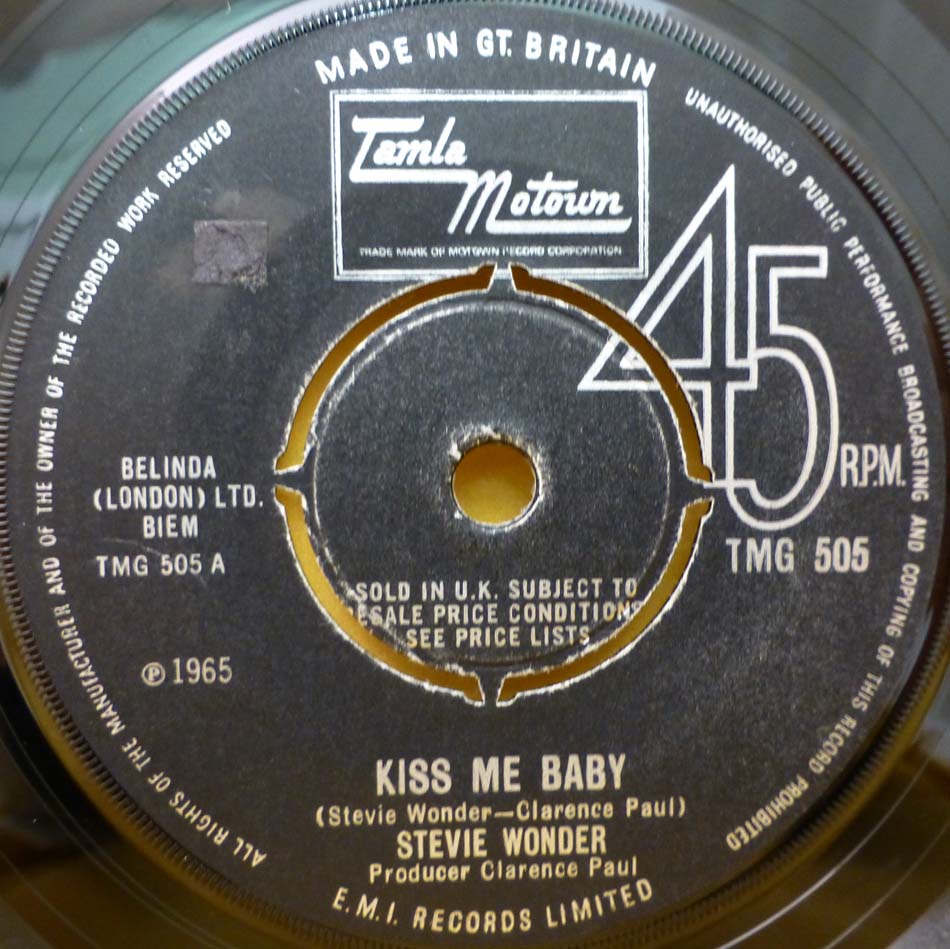 MADE IN GT. BRITAIN
Tamla
Motown
TRADE MARK OF MOTOWN RECORD CORPORATION
45
R.P.M.
TMG 505
BELINDA
(LONDON) LTD.
BIEM
TMG 505 A
SOLD IN U.K. SUBJECT TO
RESALE PRICE CONDITIONS
SEE PRICE LISTS
℗ 1965
KISS ME BABY
(Stevie Wonder—Clarence Paul)
STEVIE WONDER
Producer Clarence Paul
E.M.I. RECORDS LIMITED
ALL RIGHTS OF THE MANUFACTURER AND OF THE OWNER OF THE RECORDED WORK RESERVED
UNAUTHORISED PUBLIC PERFORMANCE BROADCASTING AND COPYING OF THIS RECORD PROHIBITED